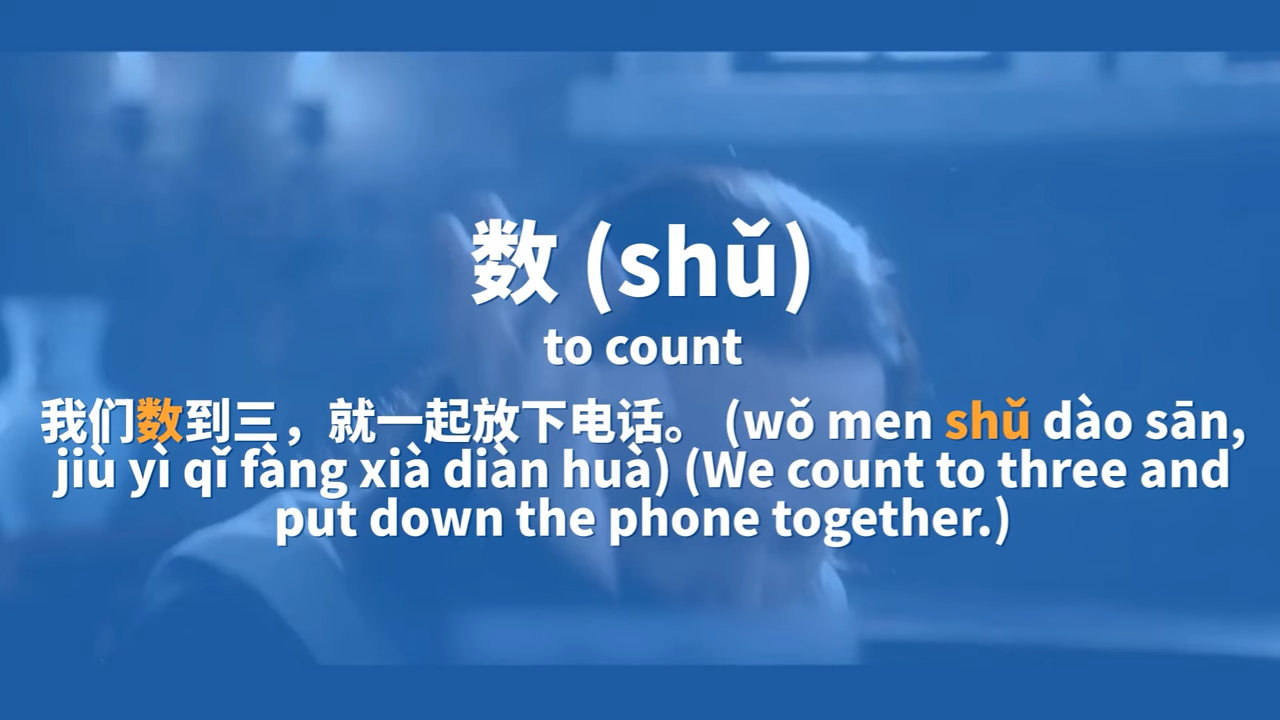 数 (shǔ)
to count
我们数到三，就一起放下电话。 (wǒ men shǔ dào sān,
jiù yì qǐ fàng xià diàn huà) (We count to three and
put down the phone together.)